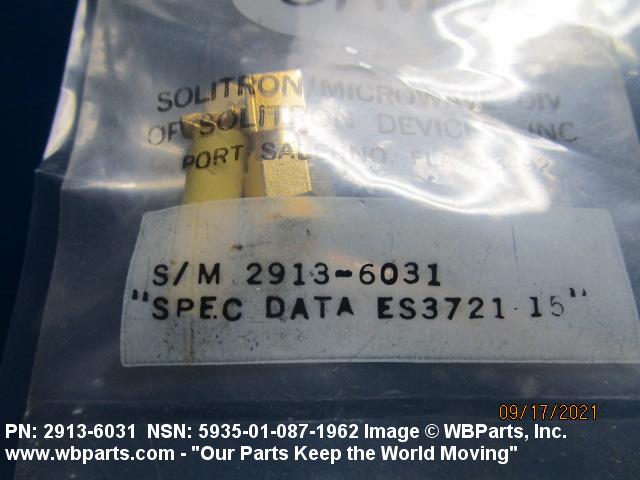 SOLITRON/MICROWAVE DIV
OF SOLITRON DEVICES, INC
PORT SALERNO, FLA.
S/M 2913-6031
"SPEC DATA ES3721-15"
09/17/2021
PN: 2913-6031 NSN: 5935-01-087-1962 Image © WBParts, Inc.
www.wbparts.com - "Our Parts Keep the World Moving"